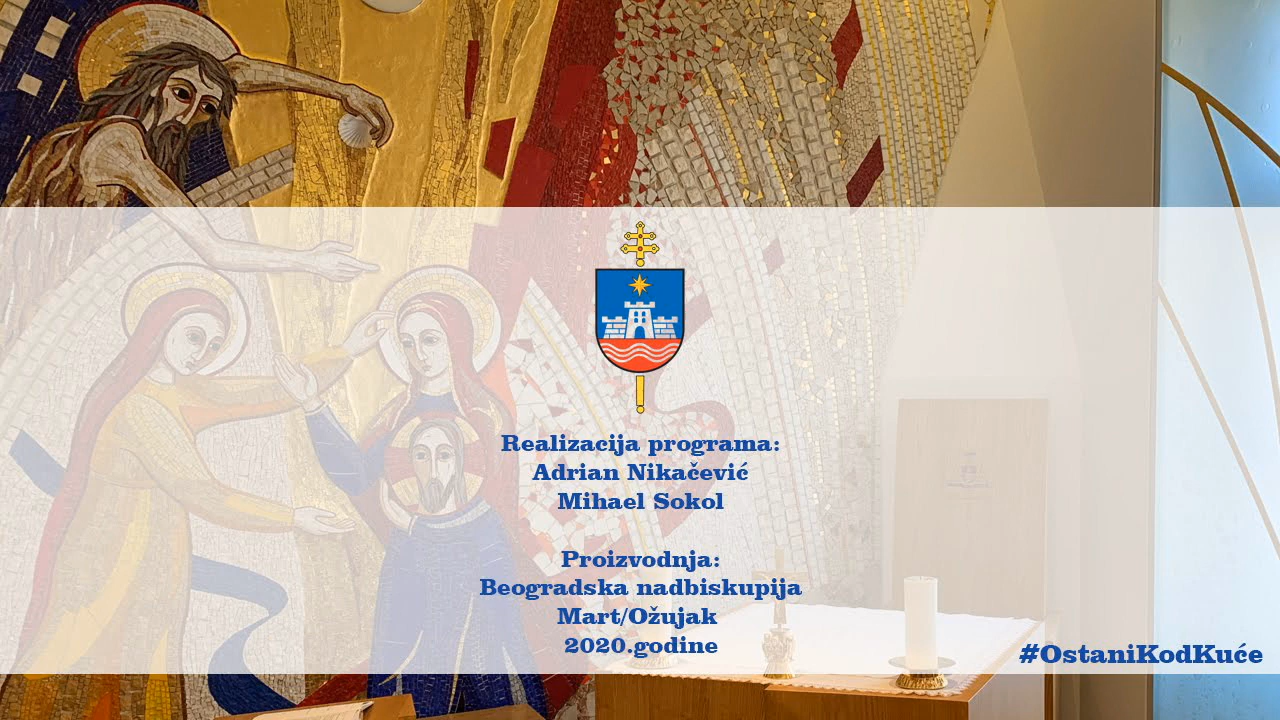 Realizacija programa:
Adrian Nikačević
Mihael Sokol
Proizvodnja:
Beogradska nadbiskupija
Mart/Ožujak
2020.godine
#OstaniKodKuće